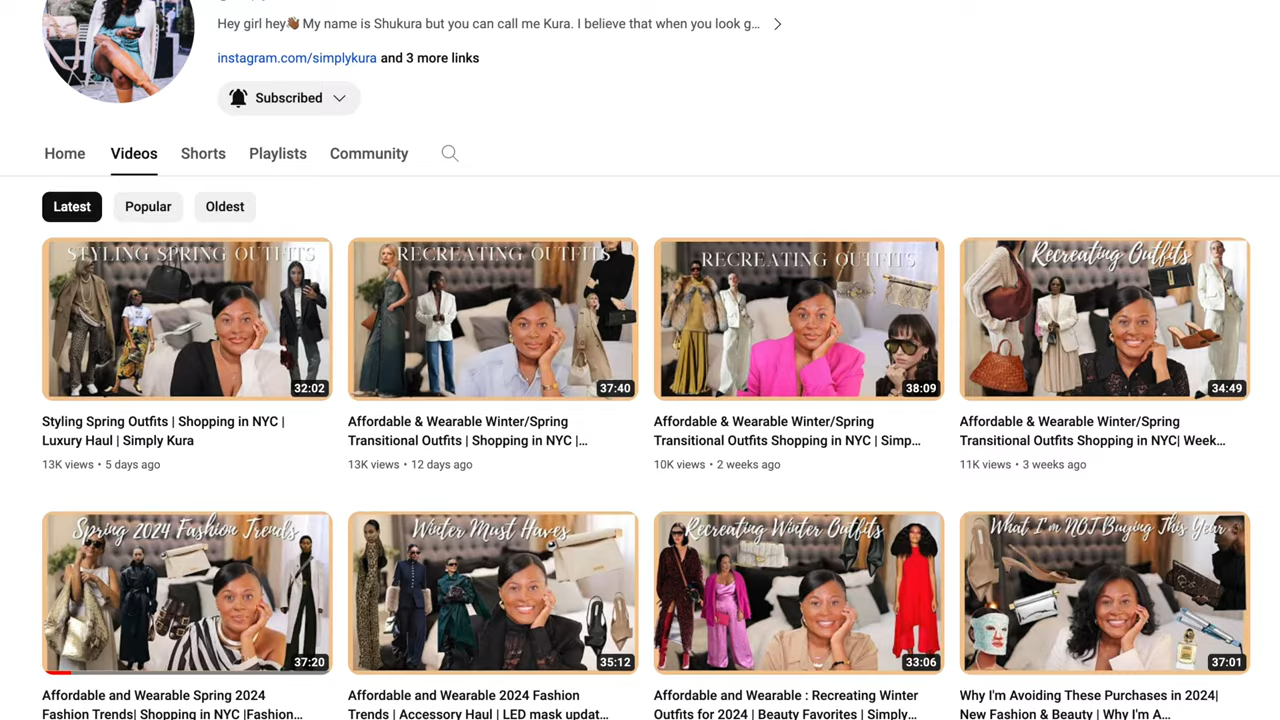 Hey girl hey👋🏾 My name is Shukura but you can call me Kura. I believe that when you look g...
instagram.com/simplykura and 3 more links
Subscribed
Home Videos Shorts Playlists Community
Latest Popular Oldest
STYLING SPRING OUTFITS
32:02
RECREATING OUTFITS
37:40
RECREATING OUTFITS
38:09
Recreating Outfits
34:49
Styling Spring Outfits | Shopping in NYC |
Luxury Haul | Simply Kura
13K views • 5 days ago
Affordable & Wearable Winter/Spring
Transitional Outfits | Shopping in NYC |...
13K views • 12 days ago
Affordable & Wearable Winter/Spring
Transitional Outfits Shopping in NYC | Simp...
10K views • 2 weeks ago
Affordable & Wearable Winter/Spring
Transitional Outfits Shopping in NYC| Week...
11K views • 3 weeks ago
Spring 2024 Fashion Trends
37:20
Winter Must Haves
35:12
Recreating Winter Outfits
33:06
What I'm NOT Buying This Year
37:01
Affordable and Wearable Spring 2024
Fashion Trends| Shopping in NYC |Fashion...
Affordable and Wearable 2024 Fashion
Trends | Accessory Haul | LED mask updat...
Affordable and Wearable : Recreating Winter
Outfits for 2024 | Beauty Favorites | Simply...
Why I'm Avoiding These Purchases in 2024|
New Fashion & Beauty | Why I'm A...